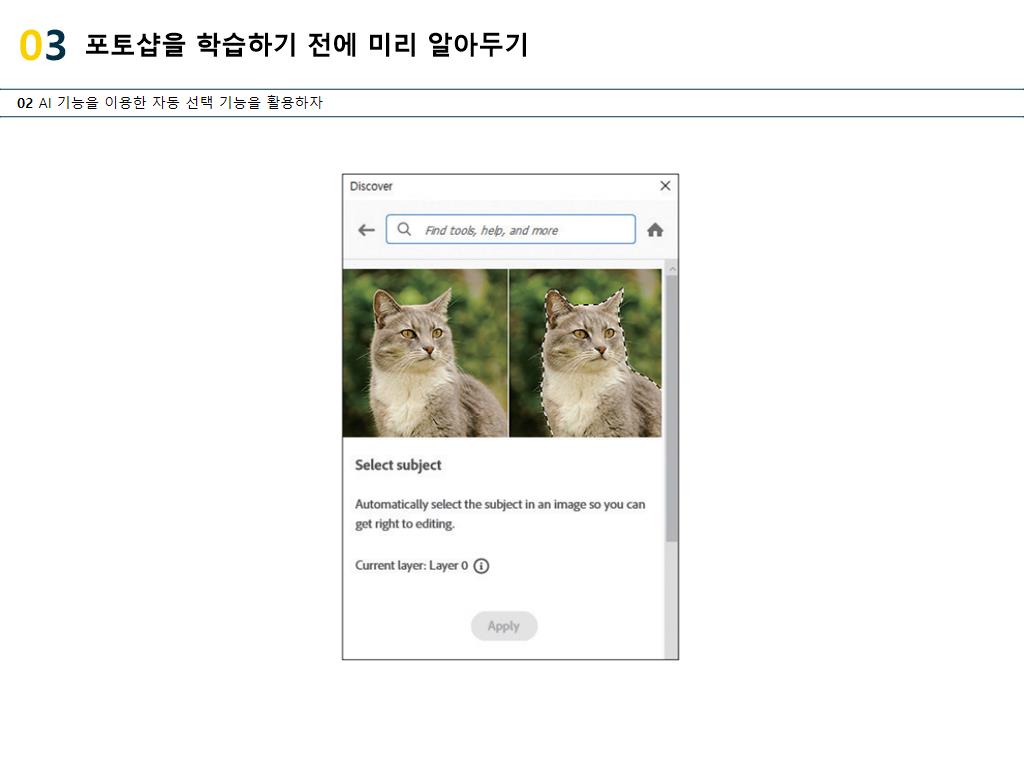 03 포토샵을 학습하기 전에 미리 알아두기
02 AI 기능을 이용한 자동 선택 기능을 활용하자
Discover
Find tools, help, and more
Select subject
Automatically select the subject in an image so you can
get right to editing.
Current layer: Layer 0
Apply